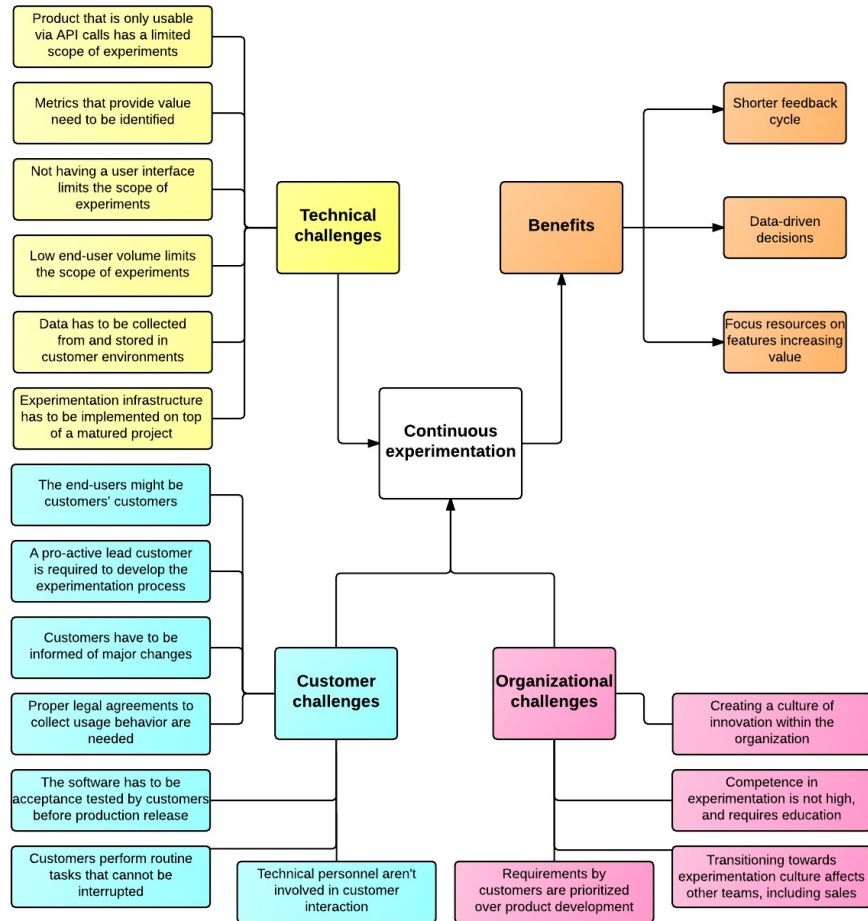 Product that is only usable
via API calls has a limited
scope of experiments
Metrics that provide value
need to be identified
Not having a user interface
limits the scope of
experiments
Low end-user volume limits
the scope of experiments
Data has to be collected
from and stored in
customer environments
Experimentation infrastructure
has to be implemented on top
of a matured project
Technical
challenges
Benefits
Shorter feedback
cycle
Data-driven
decisions
Focus resources on
features increasing
value
Continuous
experimentation
The end-users might be
customers' customers
A pro-active lead customer
is required to develop the
experimentation process
Customers have to be
informed of major changes
Proper legal agreements to
collect usage behavior are
needed
The software has to be
acceptance tested by customers
before production release
Customers perform routine
tasks that cannot be
interrupted
Customer
challenges
Technical personnel aren't
involved in customer
interaction
Organizational
challenges
Requirements by
customers are prioritized
over product development
Creating a culture of
innovation within the
organization
Competence in
experimentation is not high,
and requires education
Transitioning towards
experimentation culture affects
other teams, including sales